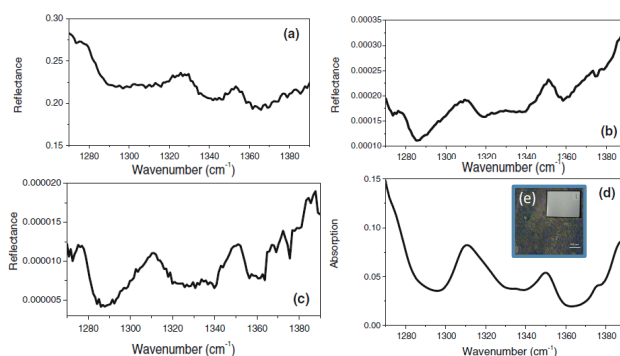 0.30
0.25
0.20
0.15
Reflectance
(a)
1280 1300 1320 1340 1360 1380
Wavenumber (cm⁻¹)
0.00035
0.00030
0.00025
0.00020
0.00015
0.00010
Reflectance
(b)
1280 1300 1320 1340 1360 1380
Wavenumber (cm⁻¹)
0.000020
0.000015
0.000010
0.000005
Reflectance
(c)
1280 1300 1320 1340 1360 1380
Wavenumber (cm⁻¹)
0.15
0.10
0.05
0.00
Absorption
(e)
(d)
1280 1300 1320 1340 1360 1380
Wavenumber (cm⁻¹)